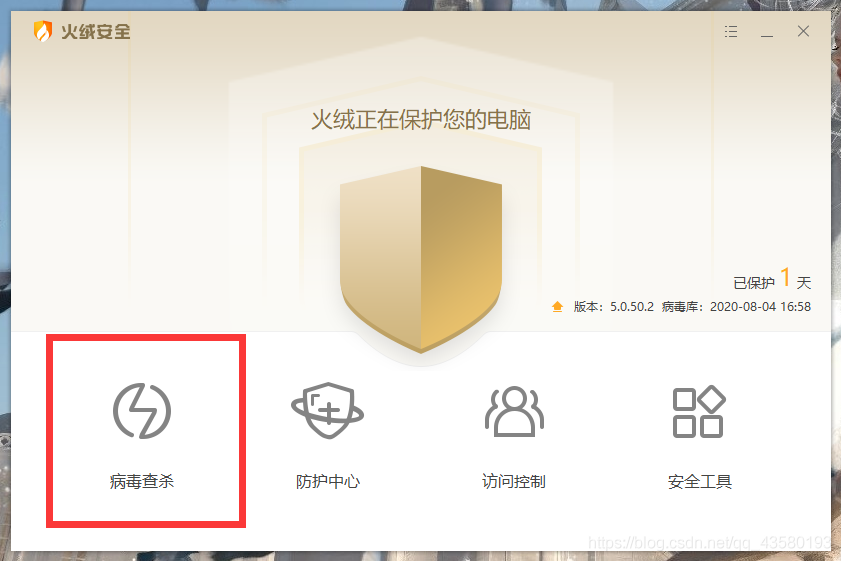 火绒安全
火绒正在保护您的电脑
已保护 1 天
版本：5.0.50.2 病毒库：2020-08-04 16:58
病毒查杀
防护中心
访问控制
安全工具
https://blog.csdn.net/qq_43580193